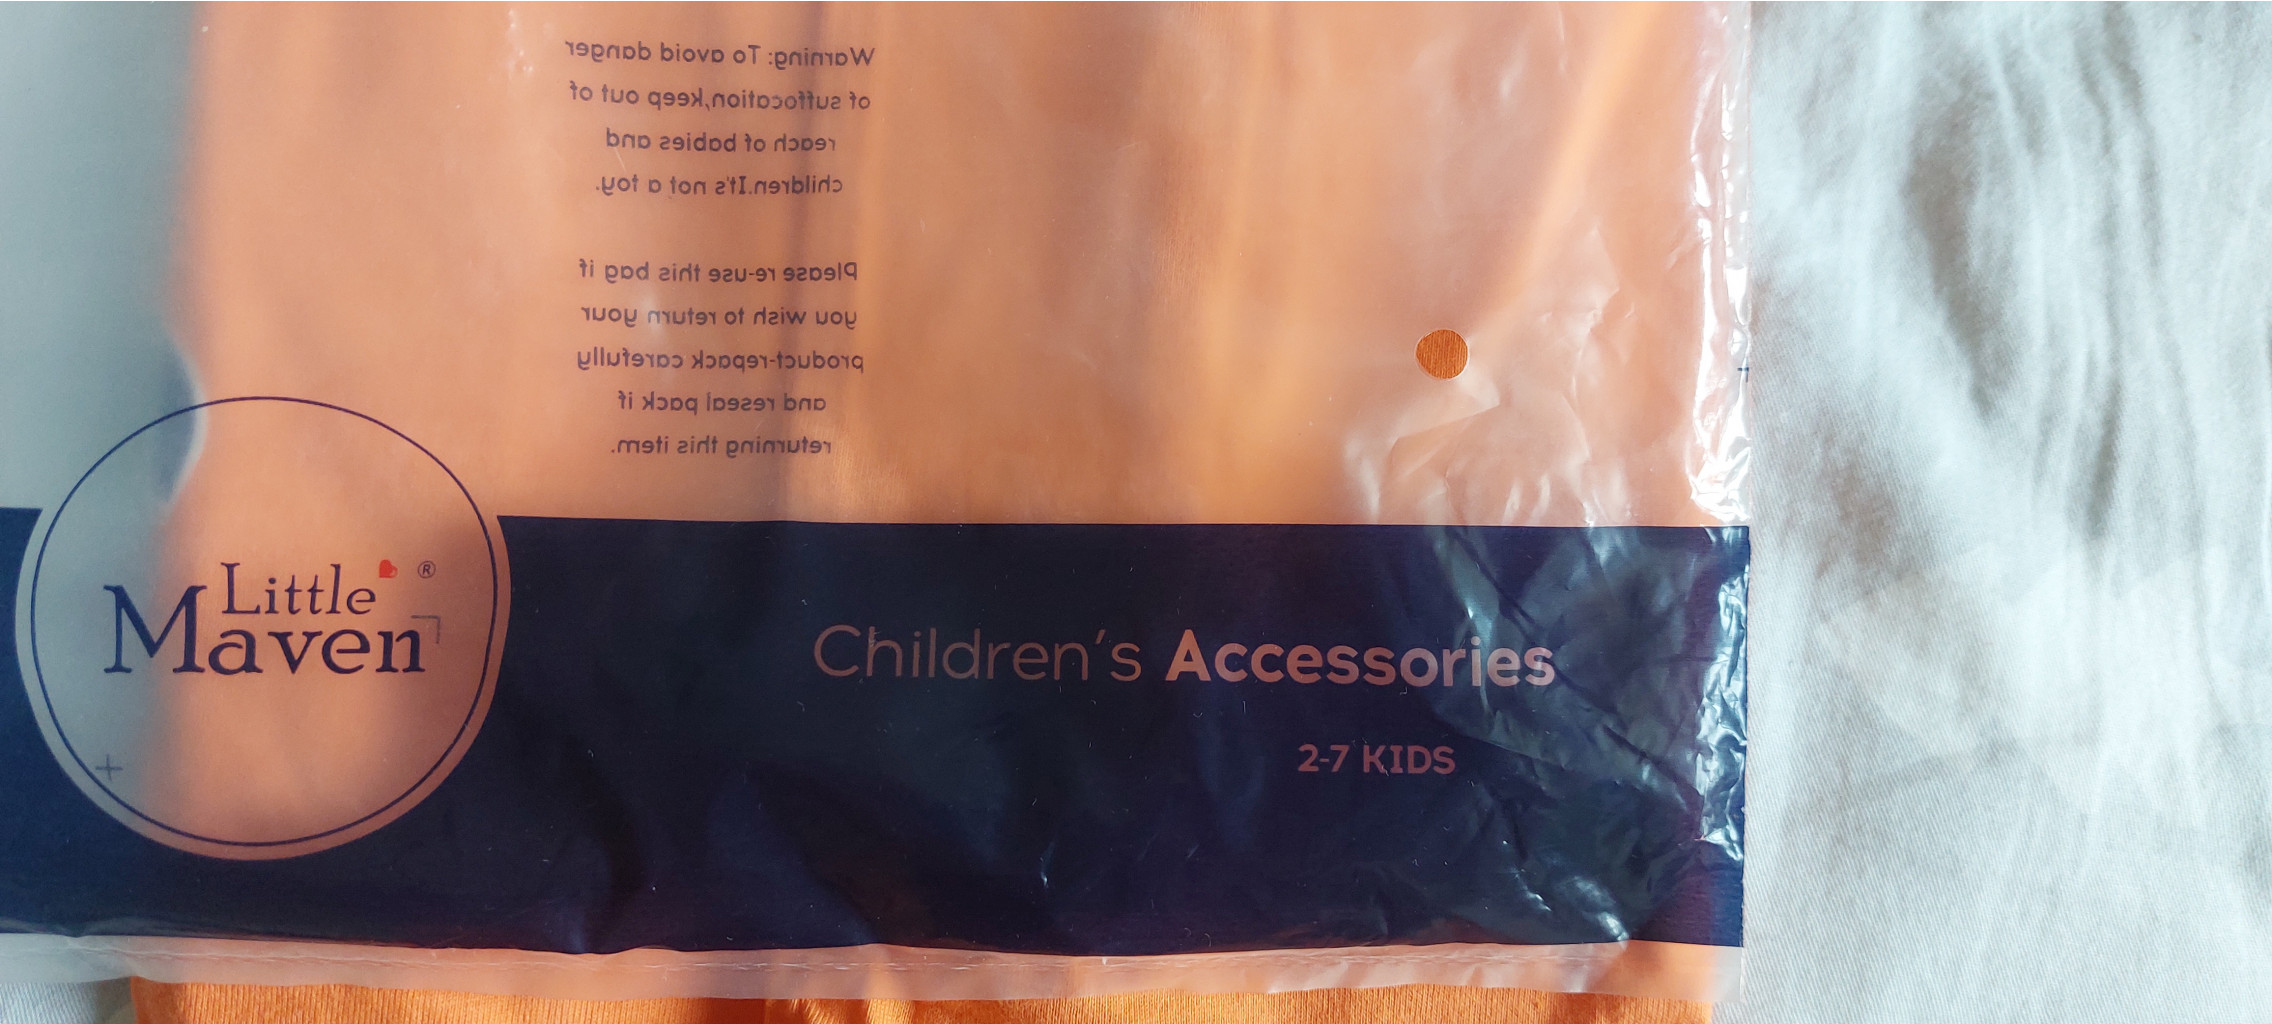 Warning: To avoid danger
of suffocation,keep out of
reach of babies and
children.It's not a toy.
Please re-use this bag if
you wish to return your
product-repack carefully
and reseal pack if
returning this item.
Little ®
Maven
Children's Accessories
2-7 KIDS